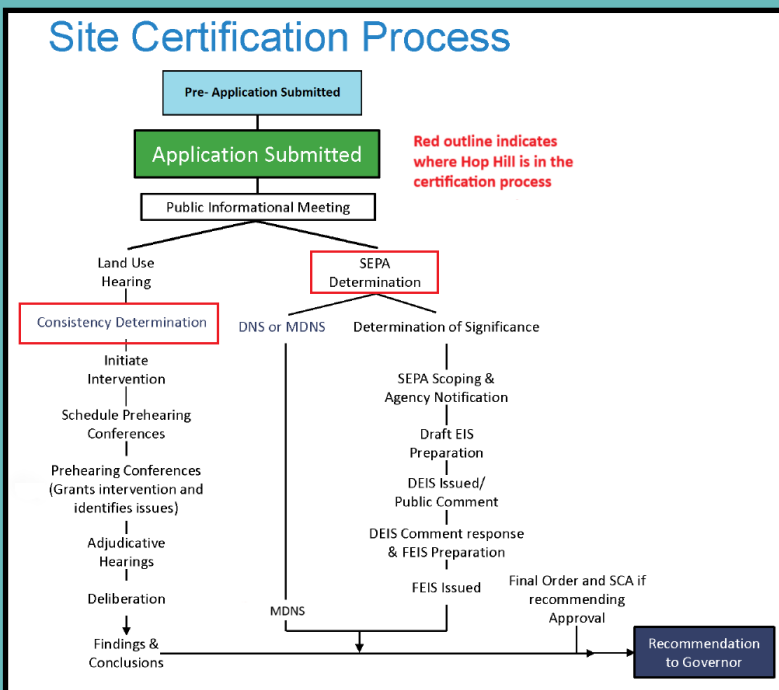 Site Certification Process
Pre- Application Submitted
Application Submitted
Red outline indicates
where Hop Hill is in the
certification process
Public Informational Meeting
Land Use
Hearing
SEPA
Determination
Consistency Determination
DNS or MDNS
Determination of Significance
Initiate
Intervention
SEPA Scoping &
Agency Notification
Schedule Prehearing
Conferences
Draft EIS
Preparation
Prehearing Conferences
(Grants intervention and
identifies issues)
DEIS Issued/
Public Comment
Adjudicative
Hearings
DEIS Comment response
& FEIS Preparation
Deliberation
FEIS Issued
Final Order and SCA if
recommending
Approval
MDNS
Findings &
Conclusions
Recommendation
to Governor